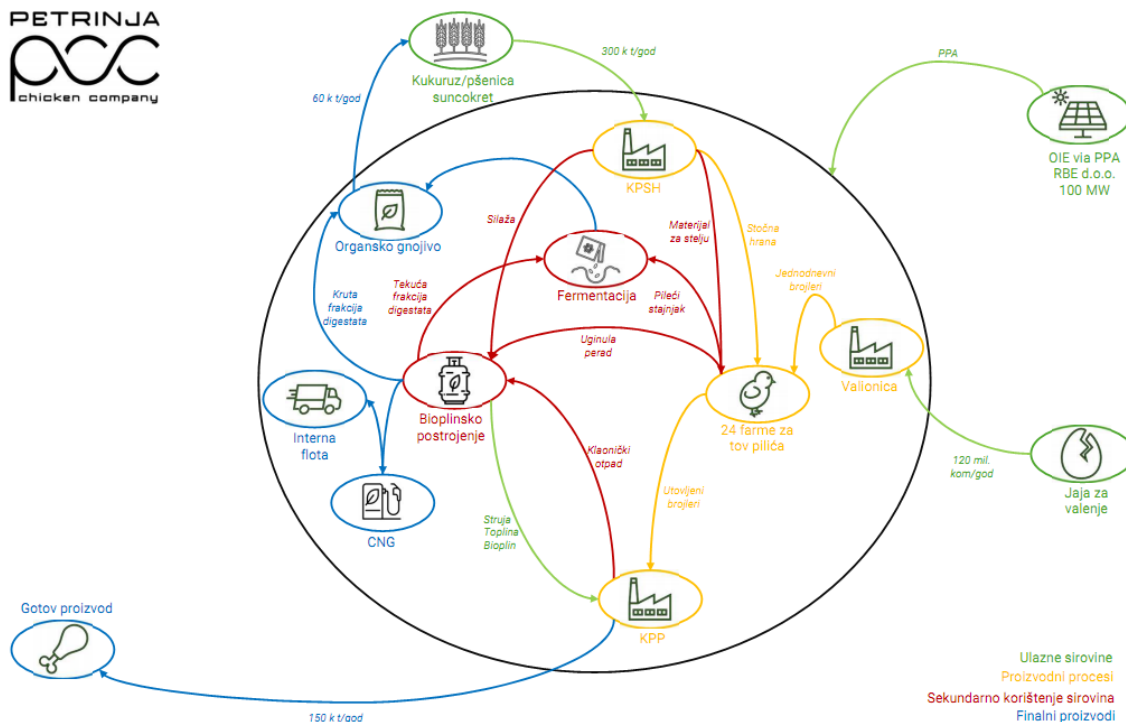 PETRINJA
pcc
chicken company
Kukuruz/pšenica
suncokret
60 k t/god
300 k t/god
PPA
OIE via PPA
RBE d.o.o.
100 MW
KPSH
Organsko gnojivo
Silaža
Materijal
za stelju
Stočna
hrana
Fermentacija
Jednodnevni
brojleri
Tekuća
frakcija
digestata
Pileći
stajnjak
Kruta
frakcija
digestata
Uginula
perad
Valionica
Bioplinsko
postrojenje
24 farme za
tov pilića
Interna
flota
Klaonički
otpad
120 mil.
kom/god
Jaja za
valenje
Utovljeni
brojleri
CNG
Struja
Toplina
Bioplin
KPP
Gotov proizvod
150 k t/god
Ulazne sirovine
Proizvodni procesi
Sekundarno korištenje sirovina
Finalni proizvodi